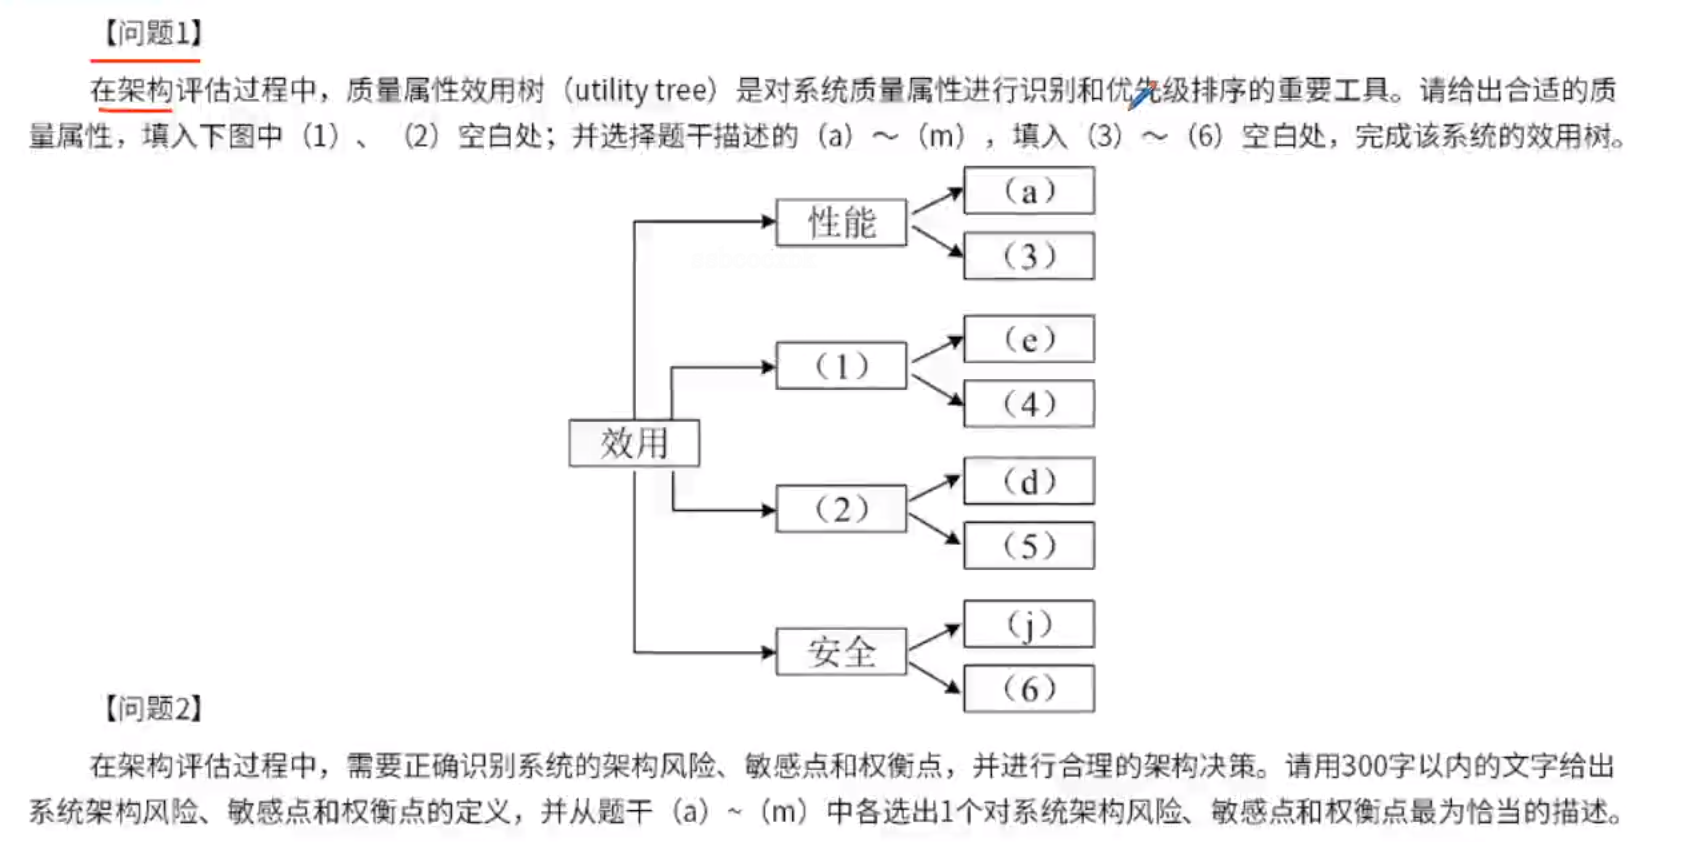 【问题1】
在架构评估过程中，质量属性效用树（utility tree）是对系统质量属性进行识别和优先级排序的重要工具。请给出合适的质
量属性，填入下图中（1）、（2）空白处；并选择题干描述的（a）～（m），填入（3）～（6）空白处，完成该系统的效用树。
（a）
性能
（3）
（e）
（1）
（4）
效用
（d）
（2）
（5）
（j）
安全
（6）
【问题2】
在架构评估过程中，需要正确识别系统的架构风险、敏感点和权衡点，并进行合理的架构决策。请用300字以内的文字给出
系统架构风险、敏感点和权衡点的定义，并从题干（a）~（m）中各选出1个对系统架构风险、敏感点和权衡点最为恰当的描述。